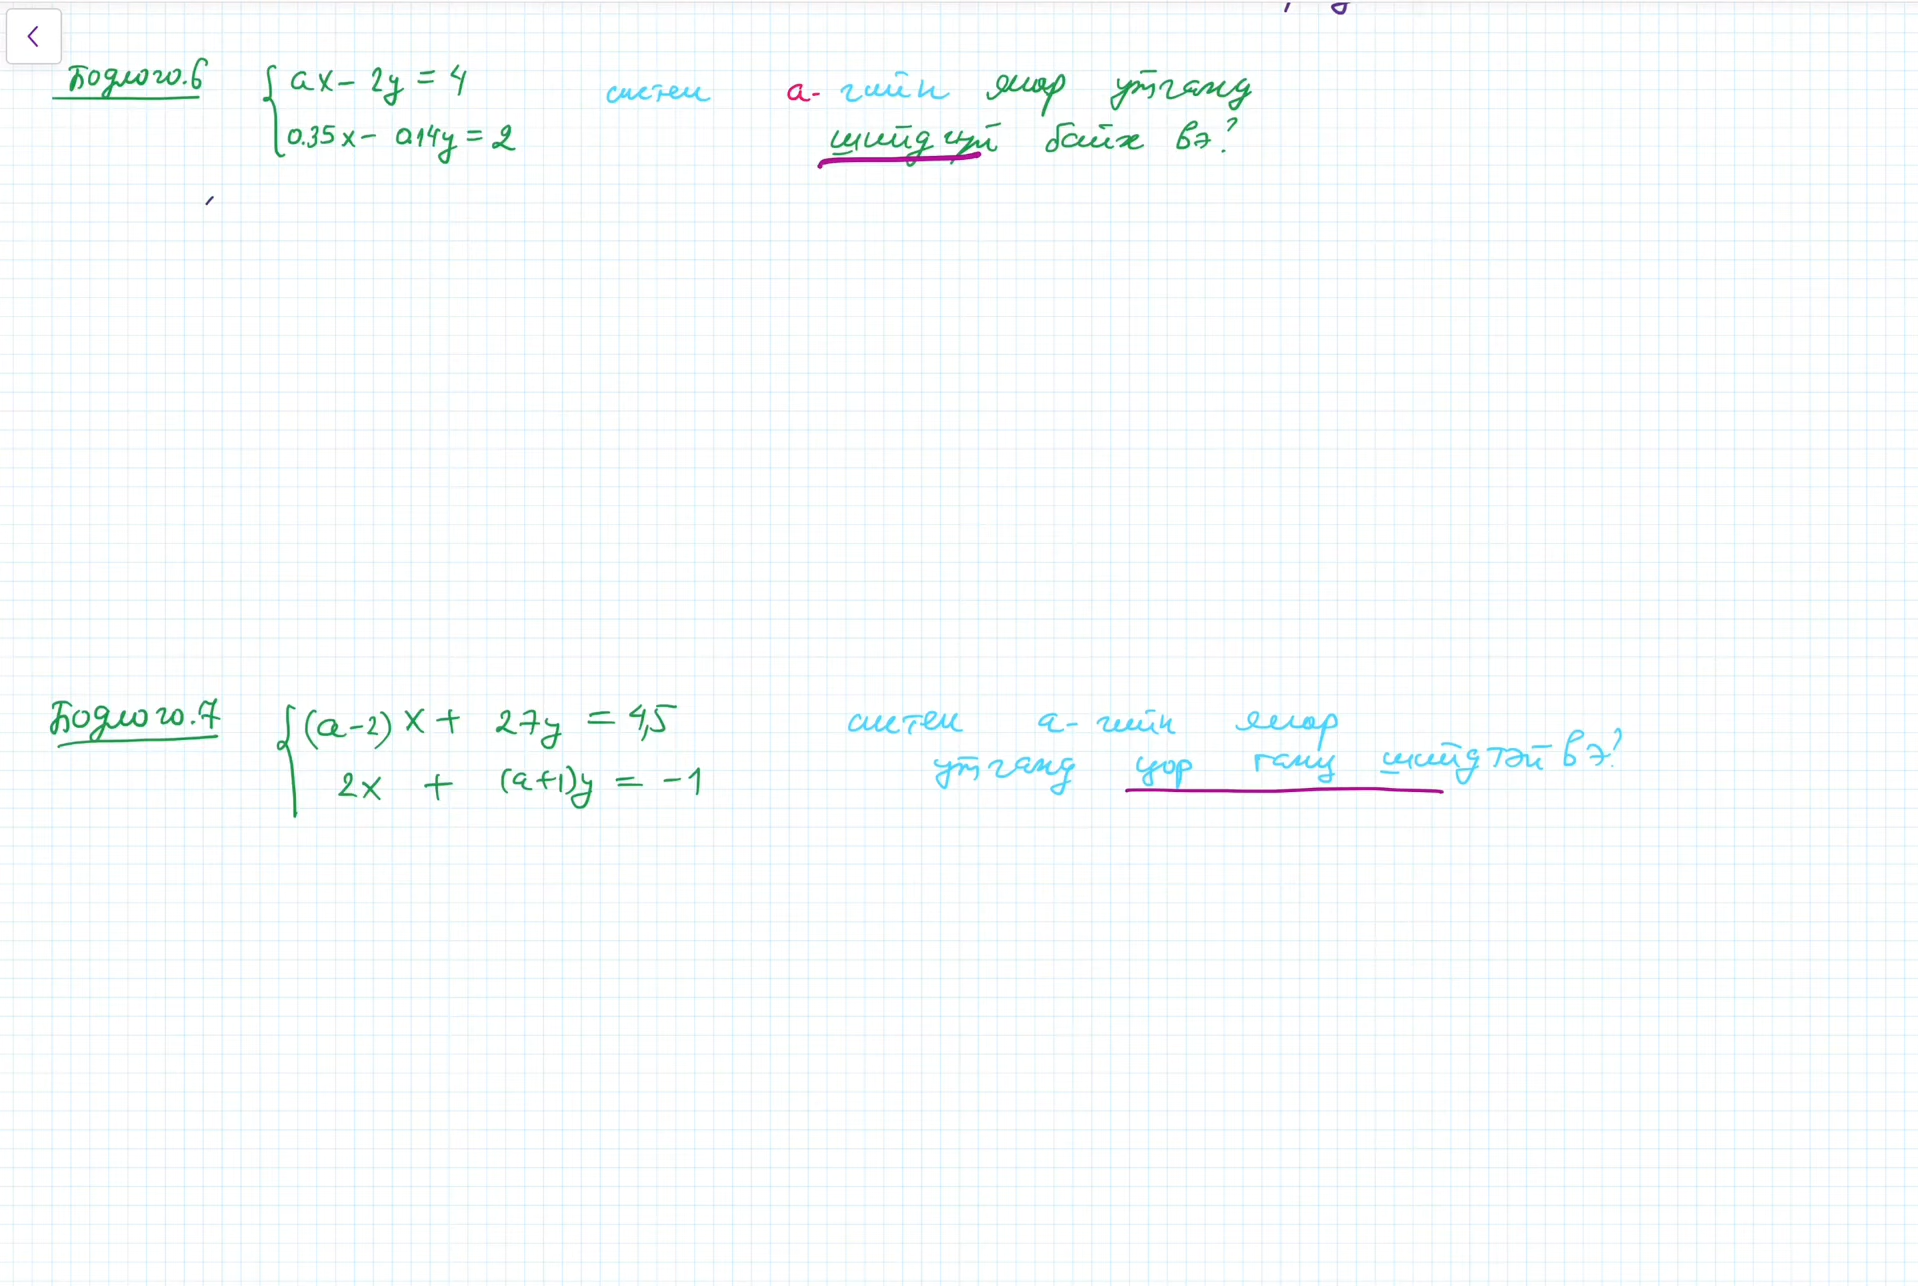 Бодлого.6 ax - 2y = 4 систем a- гийн ямар утганд
0.35x - a14y = 2 шийдгүй байх вэ?
Бодлого.7 (a-2)x + 27y = 4,5 систем a-гийн ямар
2x + (a+1)y = -1 утганд цор ганц шийдтэй вэ?